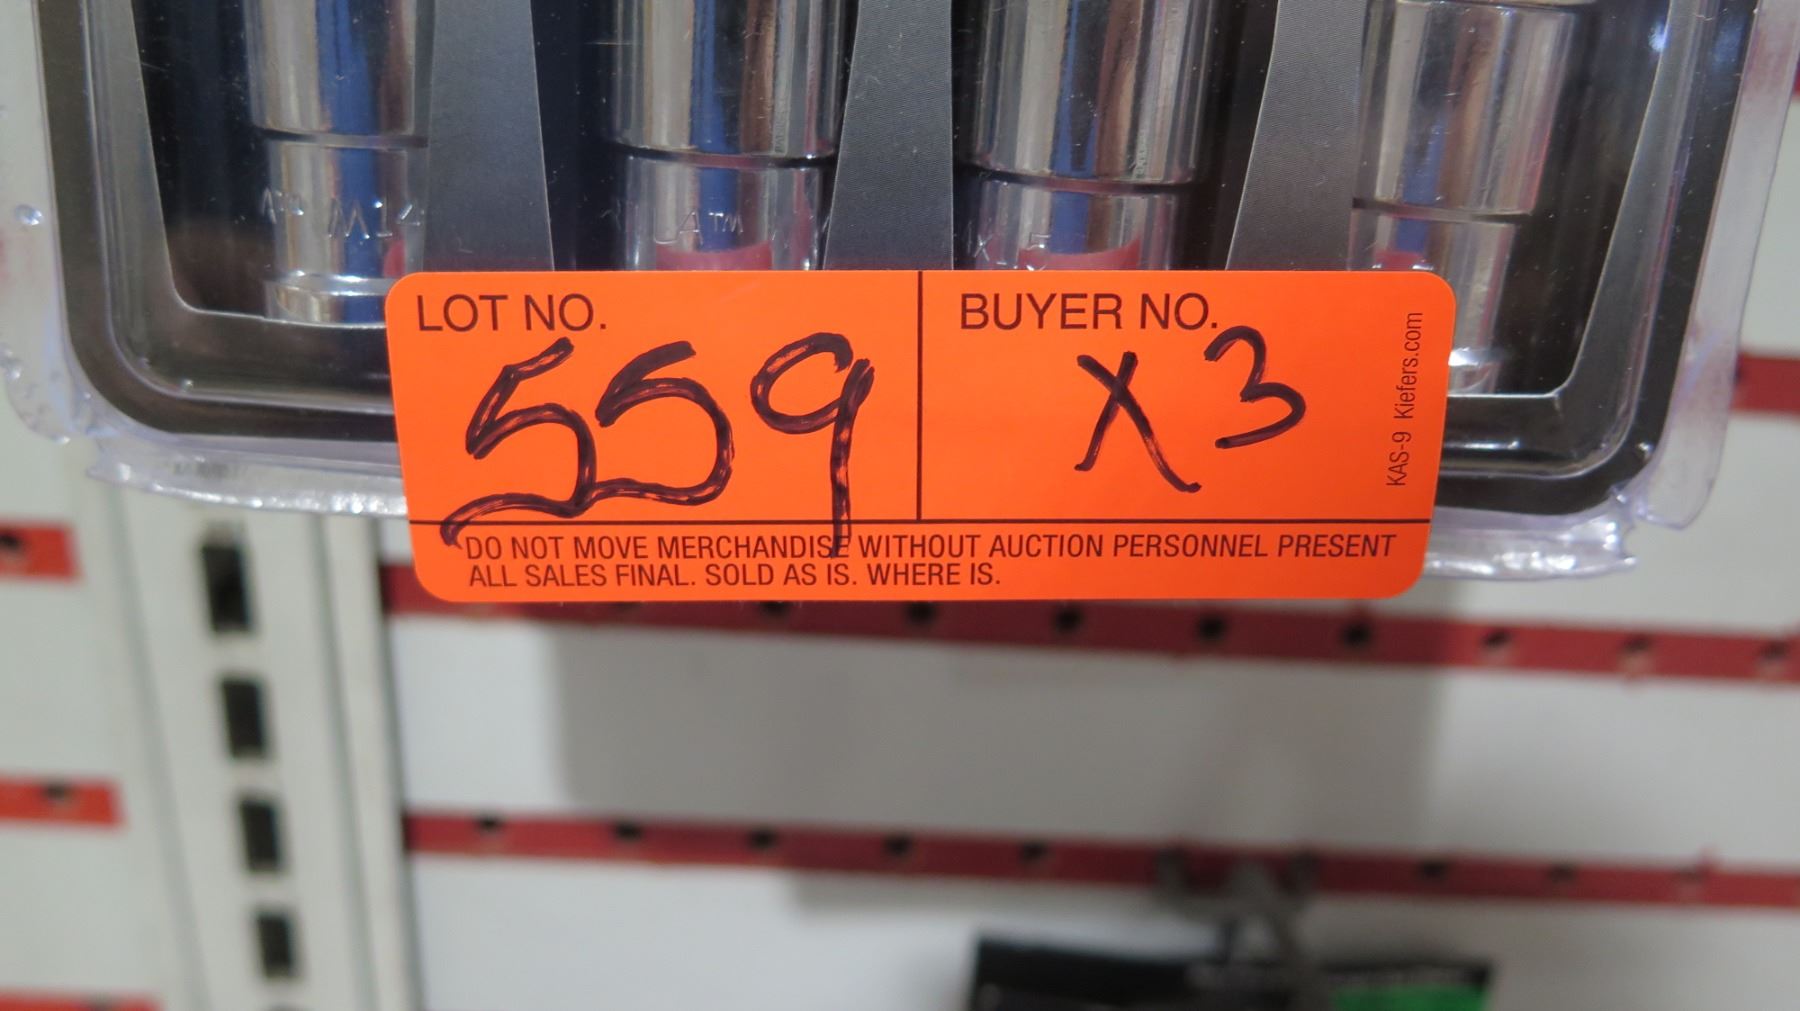 LOT NO.
559
BUYER NO.
X3
KAS-9 Kiefers.com
DO NOT MOVE MERCHANDISE WITHOUT AUCTION PERSONNEL PRESENT
ALL SALES FINAL. SOLD AS IS. WHERE IS.